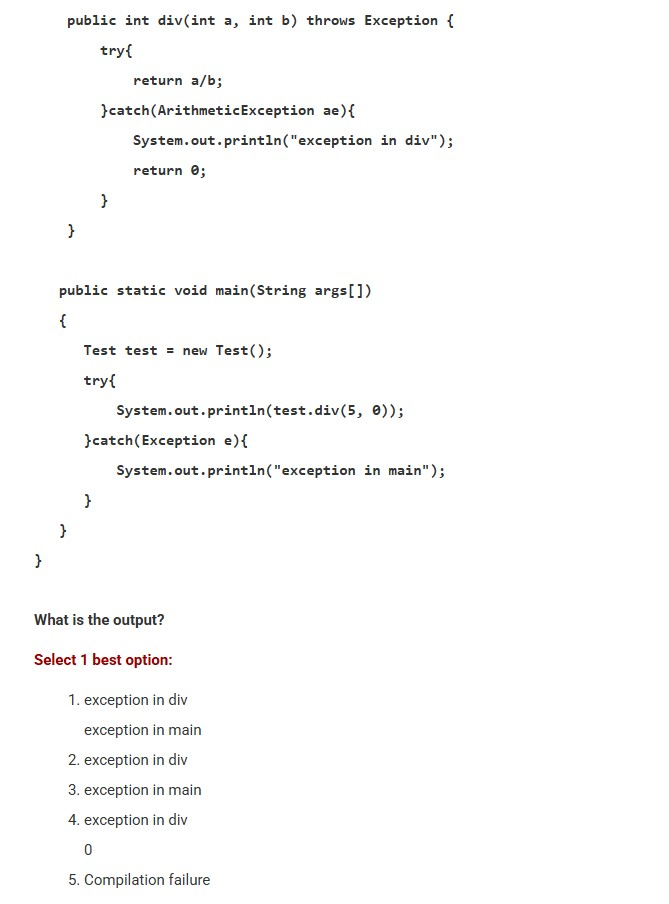 public int div(int a, int b) throws Exception {
try{
return a/b;
}catch(ArithmeticException ae){
System.out.println("exception in div");
return 0;
}
}
public static void main(String args[])
{
Test test = new Test();
try{
System.out.println(test.div(5, 0));
}catch(Exception e){
System.out.println("exception in main");
}
}
}
What is the output?
Select 1 best option:
1. exception in div
exception in main
2. exception in div
3. exception in main
4. exception in div
0
5. Compilation failure